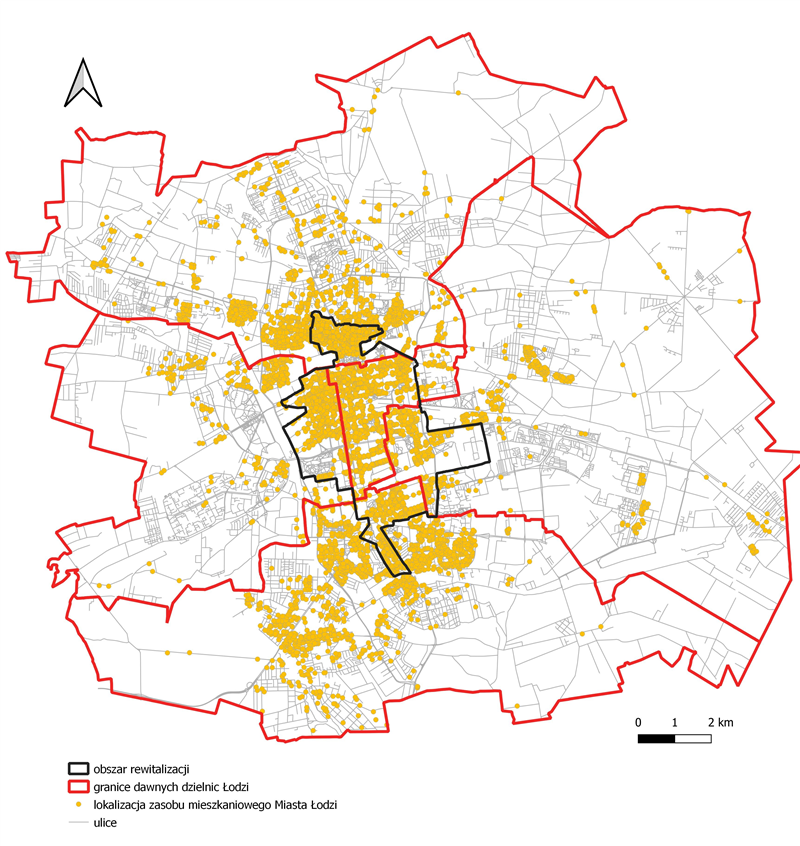 0 1 2 km
obszar rewitalizacji
granice dawnych dzielnic Łodzi
lokalizacja zasobu mieszkaniowego Miasta Łodzi
ulice